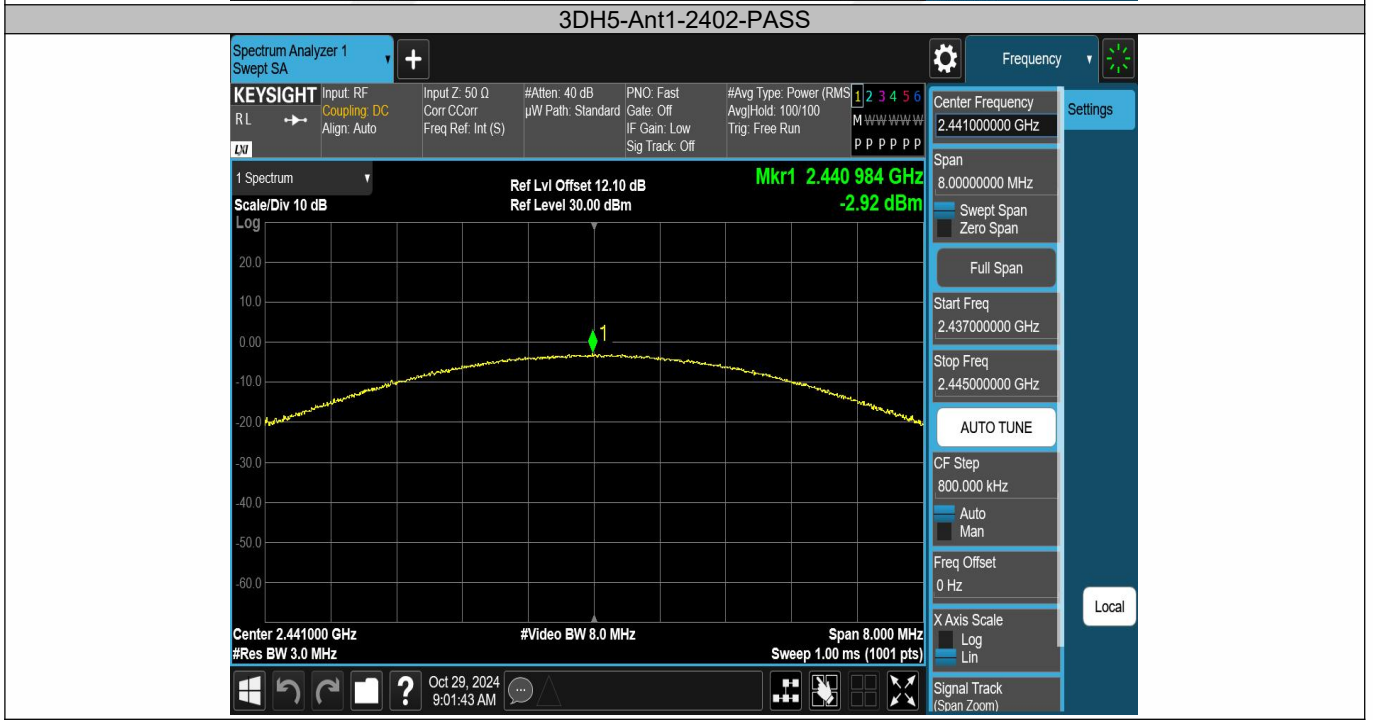 3DH5-Ant1-2402-PASS
Spectrum Analyzer 1
Swept SA
+
Frequency
KEYSIGHT
RL
LXI
Input: RF
Coupling: DC
Align: Auto
Input Z: 50 Ω
Corr CCorr
Freq Ref: Int (S)
#Atten: 40 dB
µW Path: Standard
PNO: Fast
Gate: Off
IF Gain: Low
Sig Track: Off
#Avg Type: Power (RMS
Avg|Hold: 100/100
Trig: Free Run
1 2 3 4 5 6
M W W W W W
P P P P P P
Center Frequency
2.441000000 GHz
Settings
1 Spectrum
Scale/Div 10 dB
Ref Lvl Offset 12.10 dB
Ref Level 30.00 dBm
Mkr1 2.440 984 GHz
-2.92 dBm
Span
8.00000000 MHz
Swept Span
Zero Span
Full Span
Start Freq
2.437000000 GHz
Stop Freq
2.445000000 GHz
AUTO TUNE
CF Step
800.000 kHz
Auto
Man
Freq Offset
0 Hz
X Axis Scale
Log
Lin
Signal Track
(Span Zoom)
Local
Log
20.0
10.0
0.00
-10.0
-20.0
-30.0
-40.0
-50.0
-60.0
1
Center 2.441000 GHz
#Video BW 8.0 MHz
Span 8.000 MHz
#Res BW 3.0 MHz
Sweep 1.00 ms (1001 pts)
?
Oct 29, 2024
9:01:43 AM